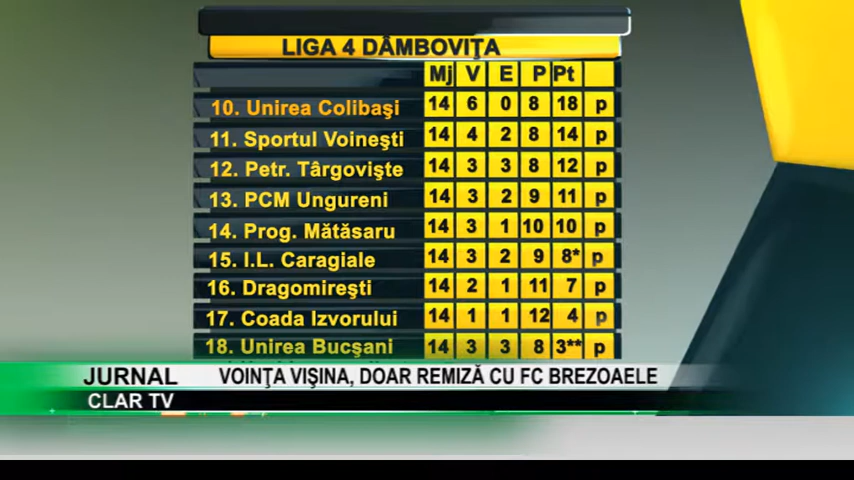 LIGA 4 DÂMBOVIŢA
Mj V E P Pt
10. Unirea Colibaşi 14 6 0 8 18 p
11. Sportul Voineşti 14 4 2 8 14 p
12. Petr. Târgovişte 14 3 3 8 12 p
13. PCM Ungureni 14 3 2 9 11 p
14. Prog. Mătăsaru 14 3 1 10 10 p
15. I.L. Caragiale 14 3 2 9 8* p
16. Dragomireşti 14 2 1 11 7 p
17. Coada Izvorului 14 1 1 12 4 p
18. Unirea Bucşani 14 3 3 8 3** p
JURNAL VOINŢA VIŞINA, DOAR REMIZĂ CU FC BREZOAELE
CLAR TV